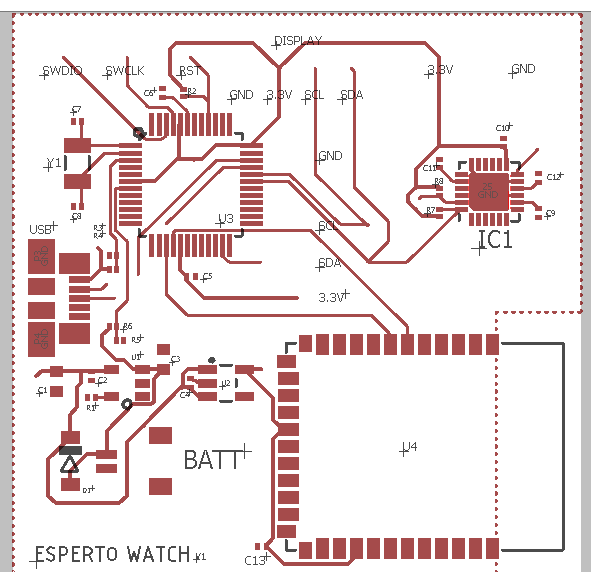 DISPLAY
SWDIO SWCLK RST 3.3V GND
C6 R2 GND 3.3V SCL SDA
C7 C10
Y1 GND C11 C12
R8 25 GND
C8 U3 R7 C9
USB R3 SCL IC1
R4
SDA
C5
3.3V
R6
R5
U1 C3
C1 C2 U2
R1 C4
BATT U4
D1
ESPERTO WATCH X1 C13